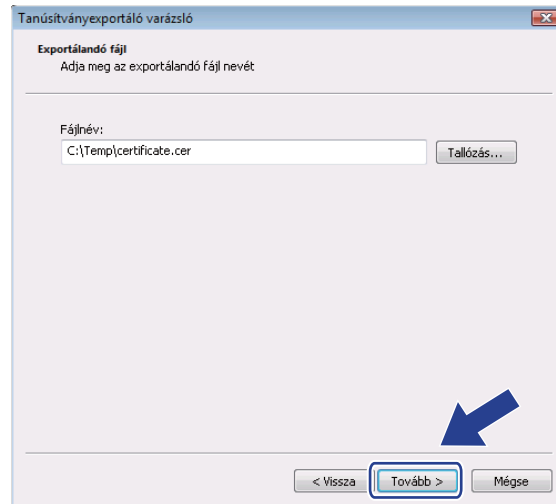 Tanúsítványexportáló varázsló
Exportálandó fájl
Adja meg az exportálandó fájl nevét
Fájlnév:
C:\Temp\certificate.cer
Tallózás...
< Vissza
Tovább >
Mégse